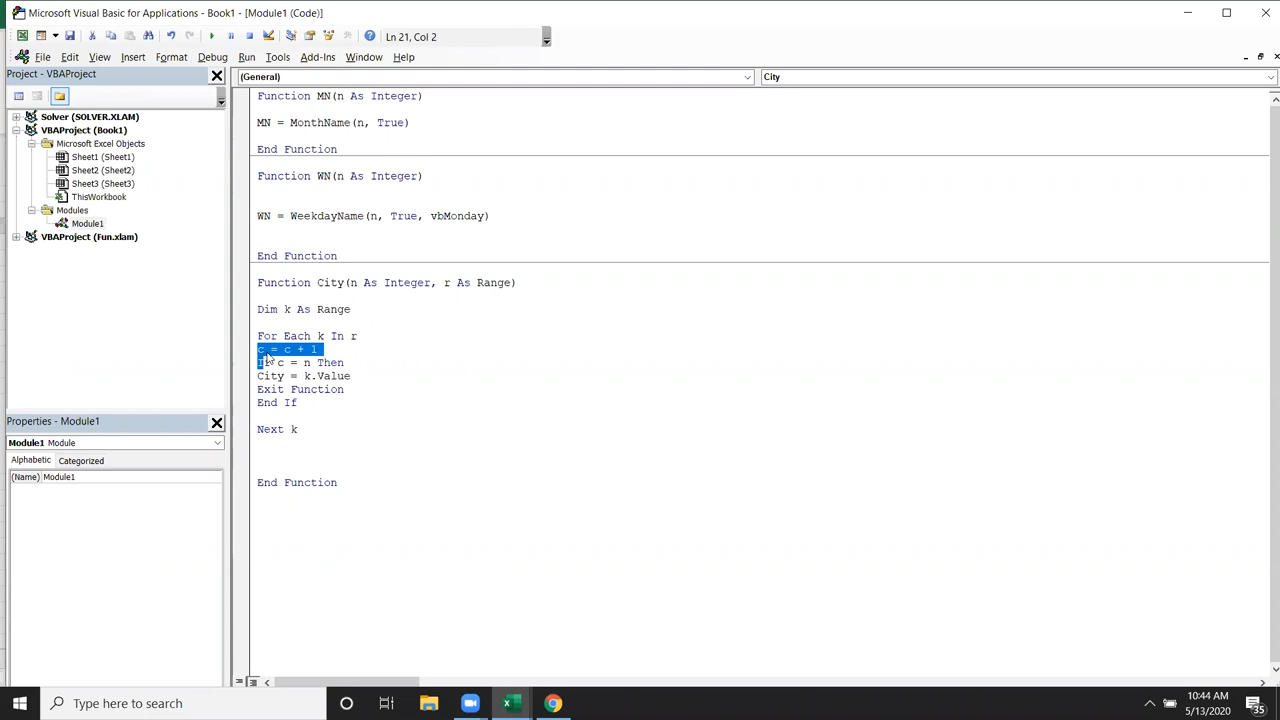 Microsoft Visual Basic for Applications - Book1 - [Module1 (Code)]
Ln 21, Col 2
File Edit View Insert Format Debug Run Tools Add-Ins Window Help
Project - VBAProject
(General)
City
Solver (SOLVER.XLAM)
VBAProject (Book1)
Microsoft Excel Objects
Sheet1 (Sheet1)
Sheet2 (Sheet2)
Sheet3 (Sheet3)
ThisWorkbook
Modules
Module1
VBAProject (Fun.xlam)
Function MN(n As Integer)
MN = MonthName(n, True)
End Function
Function WN(n As Integer)
WN = WeekdayName(n, True, vbMonday)
End Function
Function City(n As Integer, r As Range)
Dim k As Range
For Each k In r
c = c + 1
If c = n Then
City = k.Value
Exit Function
End If
Next k
End Function
Properties - Module1
Module1 Module
Alphabetic Categorized
(Name) Module1
Type here to search
10:44 AM
5/13/2020
35